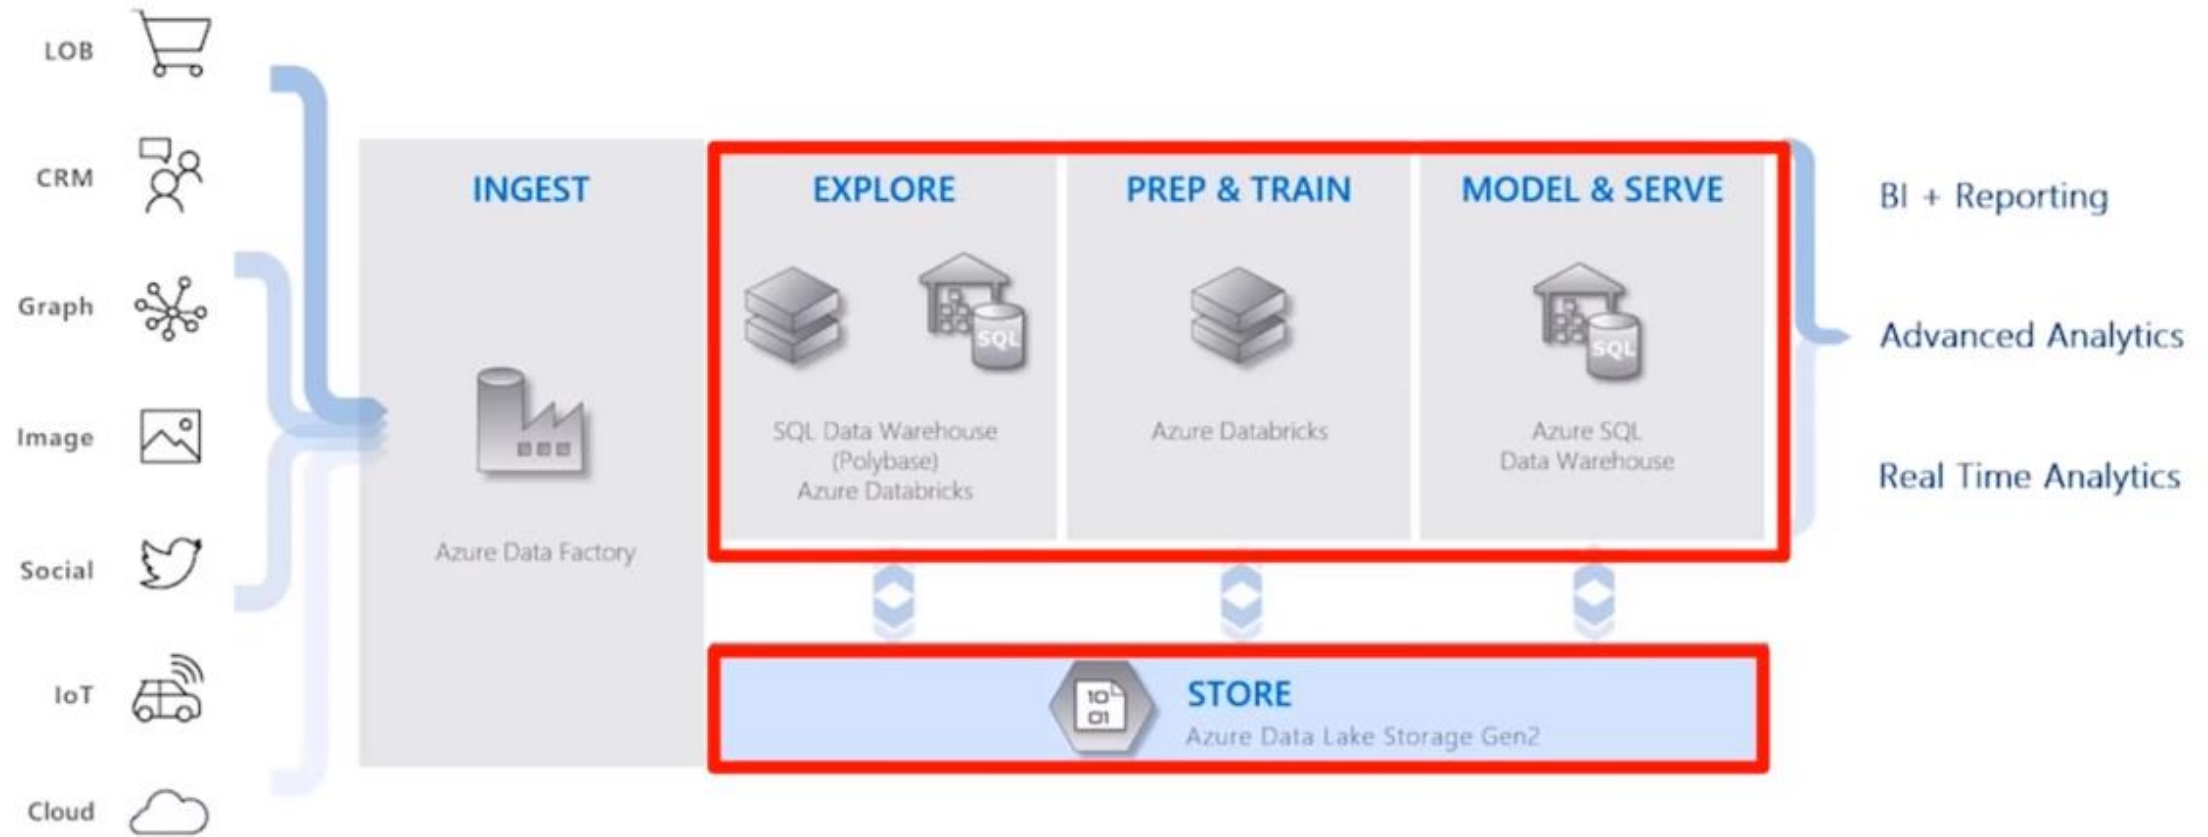 LOB
CRM
Graph
Image
Social
IoT
Cloud
INGEST
Azure Data Factory
EXPLORE
SQL
SQL Data Warehouse
(Polybase)
Azure Databricks
PREP & TRAIN
Azure Databricks
MODEL & SERVE
SQL
Azure SQL
Data Warehouse
10
01
STORE
Azure Data Lake Storage Gen2
BI + Reporting
Advanced Analytics
Real Time Analytics